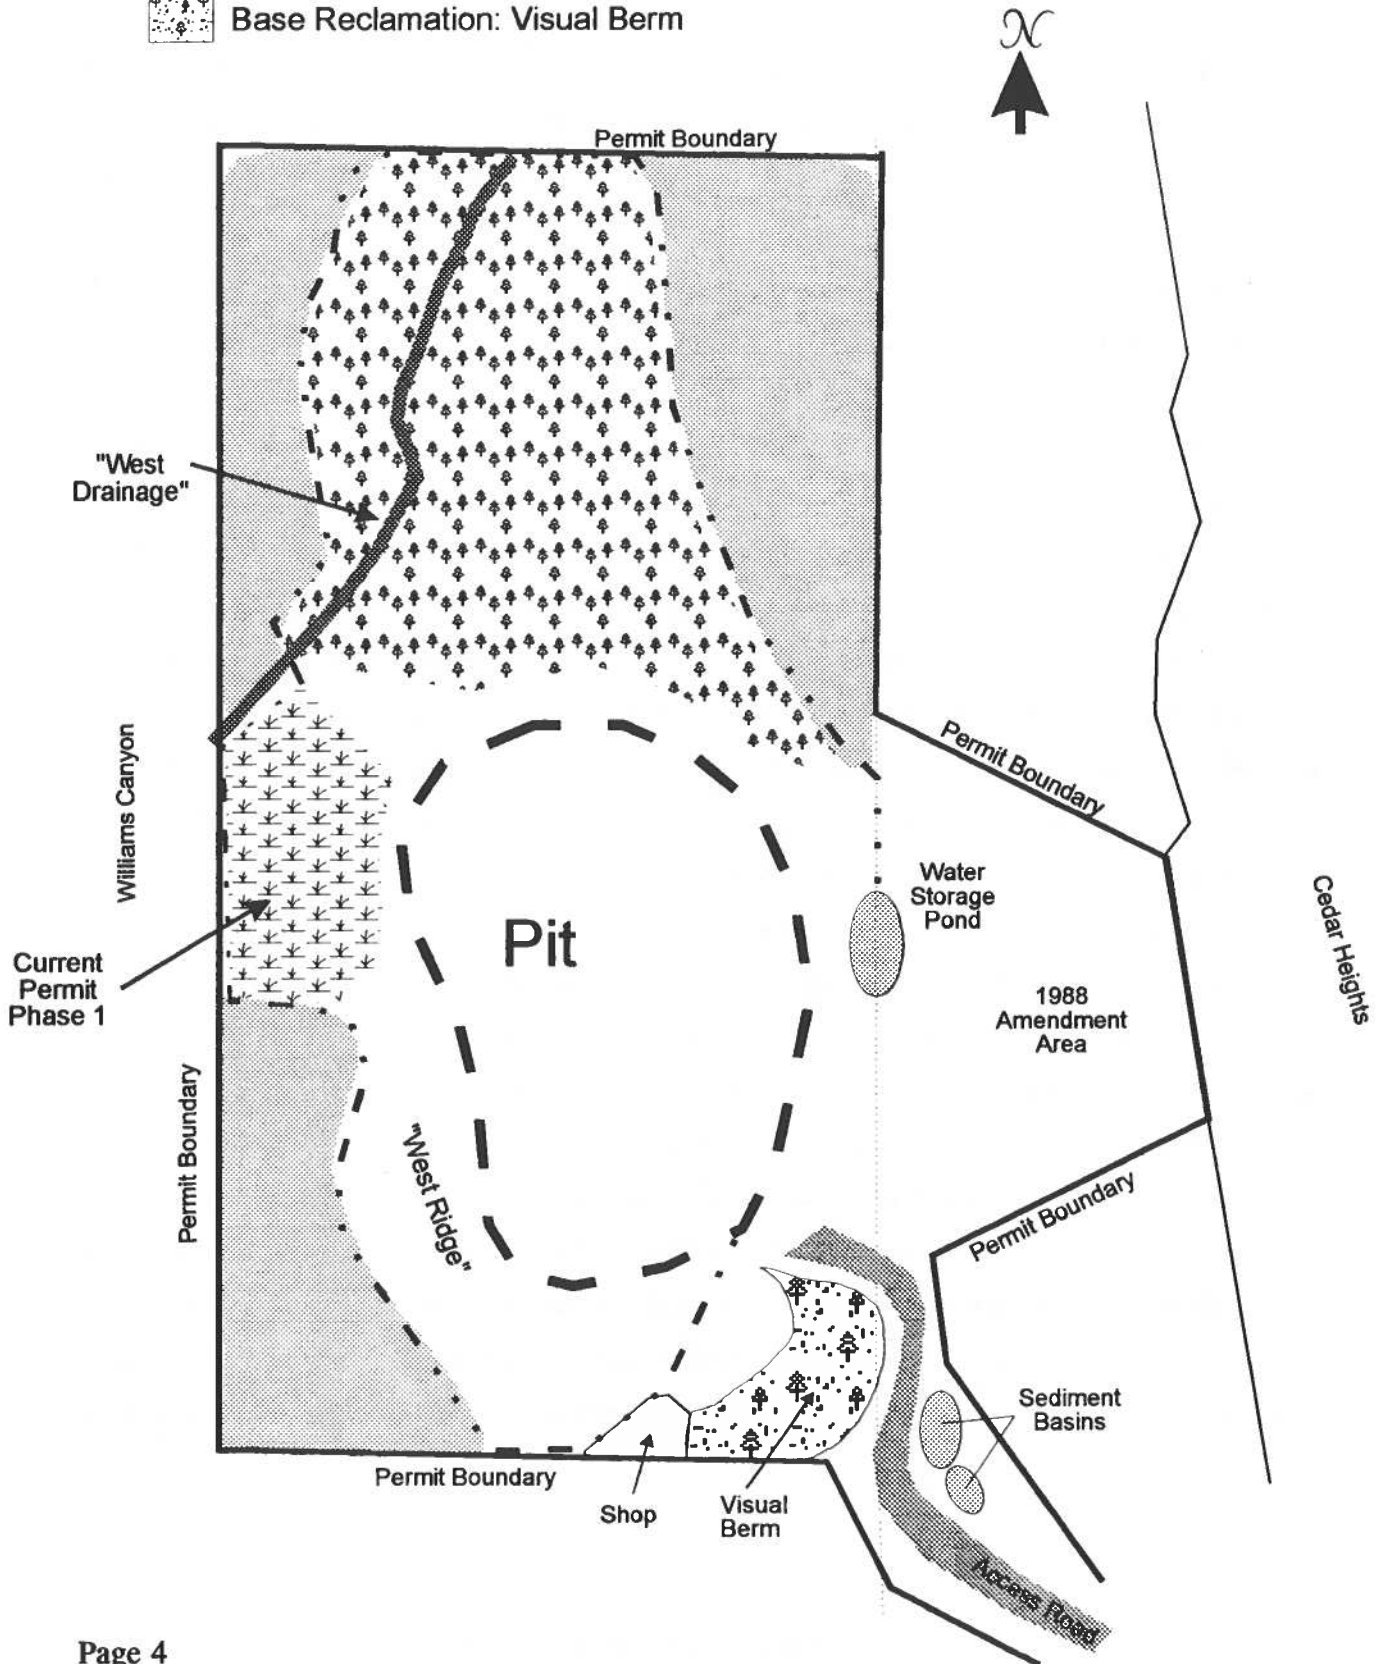 Base Reclamation: Visual Berm
N
Permit Boundary
"West
Drainage"
Williams Canyon
Permit Boundary
Water
Storage
Pond
Cedar Heights
Pit
Current
Permit
Phase 1
1988
Amendment
Area
Permit Boundary
"West Ridge"
Permit Boundary
Sediment
Basins
Permit Boundary
Shop
Visual
Berm
Access Road
Page 4